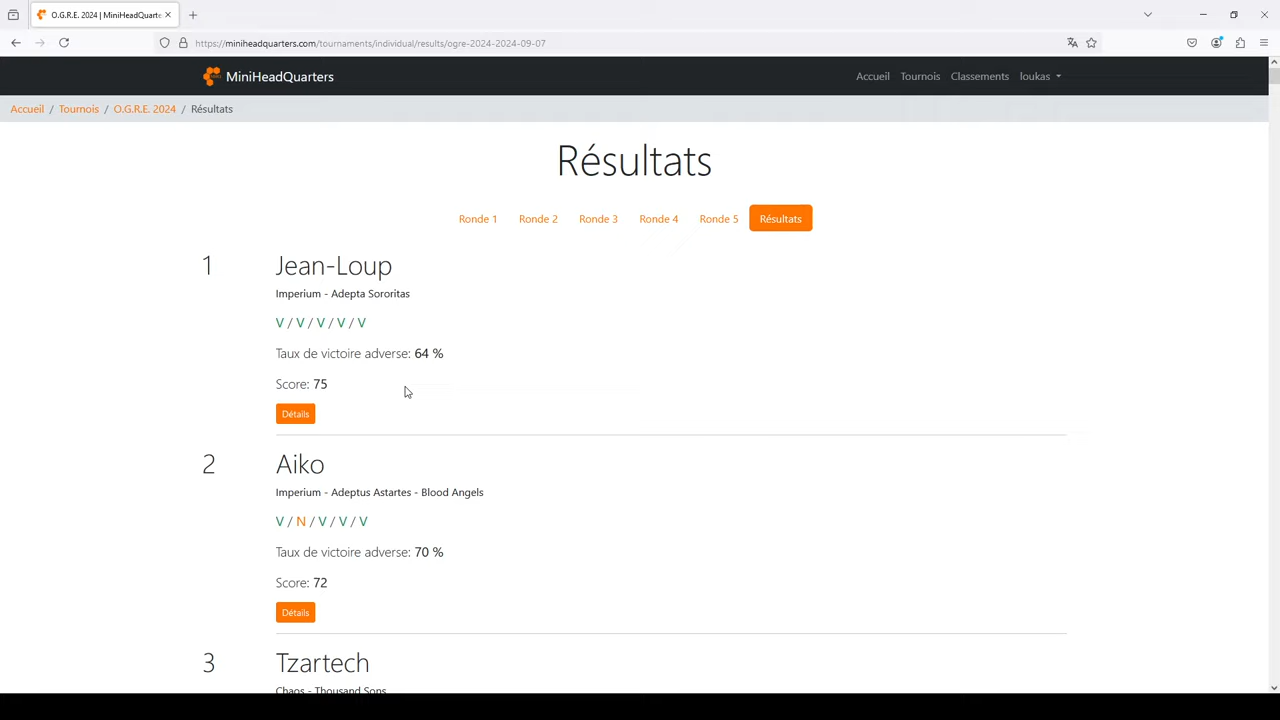 O.G.R.E. 2024 | MiniHeadQuarte
https://miniheadquarters.com/tournaments/individual/results/ogre-2024-2024-09-07
MiniHeadQuarters
Accueil Tournois Classements loukas
Accueil / Tournois / O.G.R.E. 2024 / Résultats
Résultats
Ronde 1 Ronde 2 Ronde 3 Ronde 4 Ronde 5 Résultats
1 Jean-Loup
Imperium - Adepta Sororitas
V / V / V / V / V
Taux de victoire adverse: 64 %
Score: 75
Détails
2 Aiko
Imperium - Adeptus Astartes - Blood Angels
V / N / V / V / V
Taux de victoire adverse: 70 %
Score: 72
Détails
3 Tzartech
Chaos - Thousand Sons